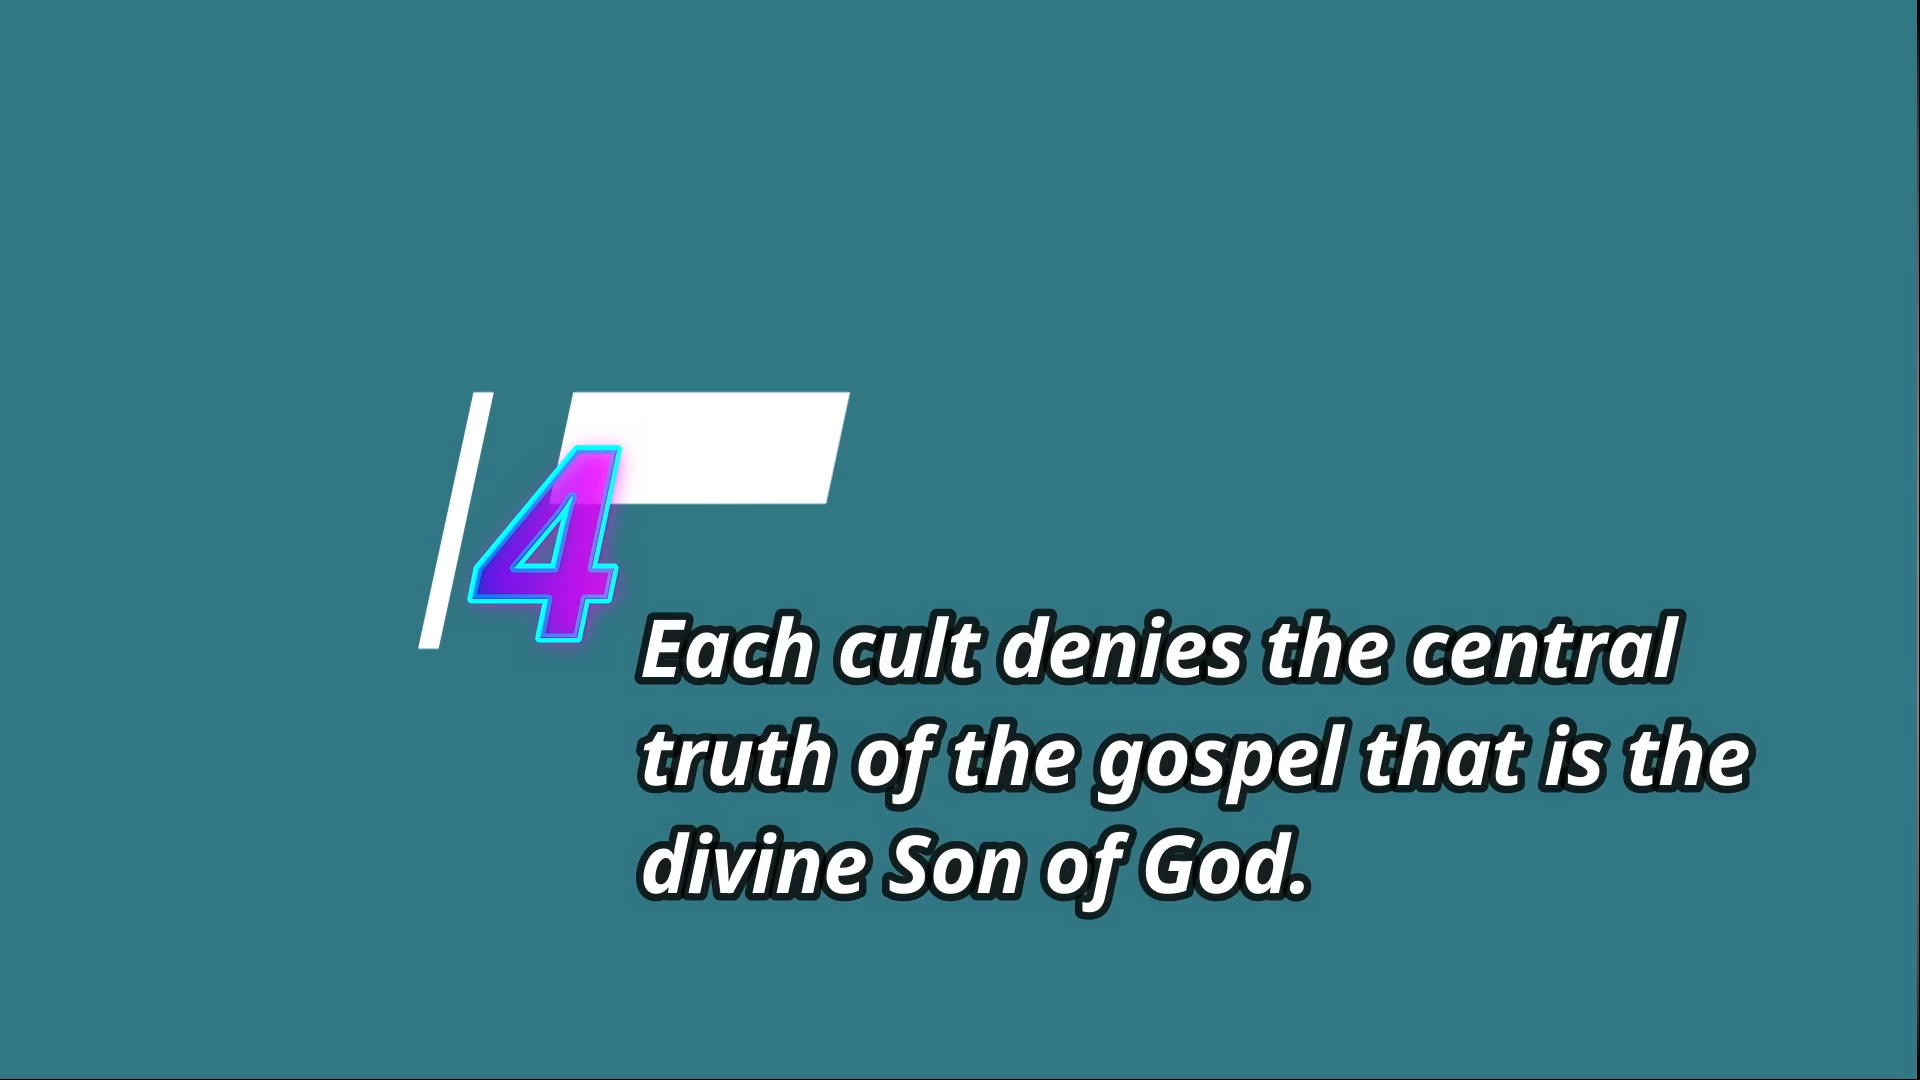 4
Each cult denies the central
truth of the gospel that is the
divine Son of God.